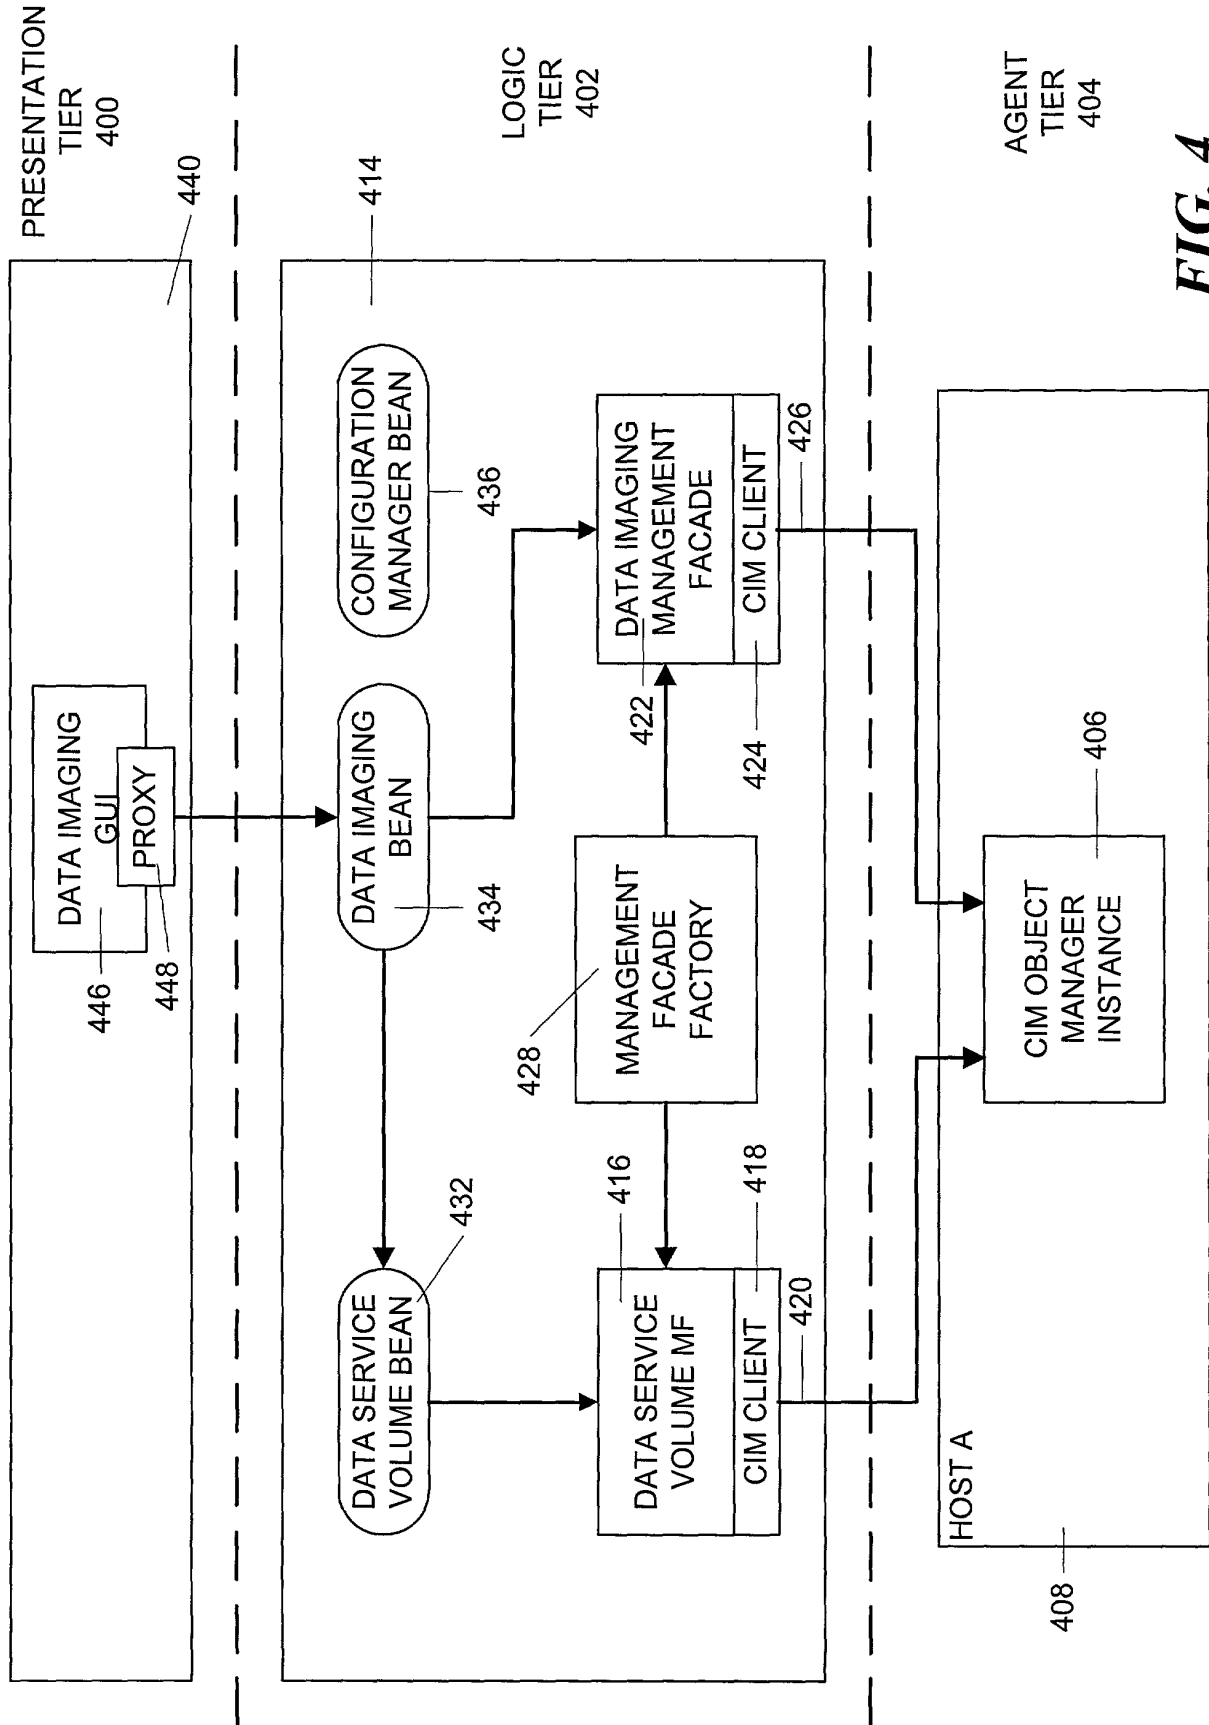 PRESENTATION
TIER
400
440
DATA IMAGING
GUI
PROXY
446
448
LOGIC
TIER
402
414
DATA SERVICE
VOLUME BEAN
432
DATA IMAGING
BEAN
434
CONFIGURATION
MANAGER BEAN
436
428
MANAGEMENT
FACADE
FACTORY
416
DATA SERVICE
VOLUME MF
CIM CLIENT
418
420
DATA IMAGING
MANAGEMENT
FACADE
422
CIM CLIENT
424
426
AGENT
TIER
404
HOST A
408
CIM OBJECT
MANAGER
INSTANCE
406
FIG. 4